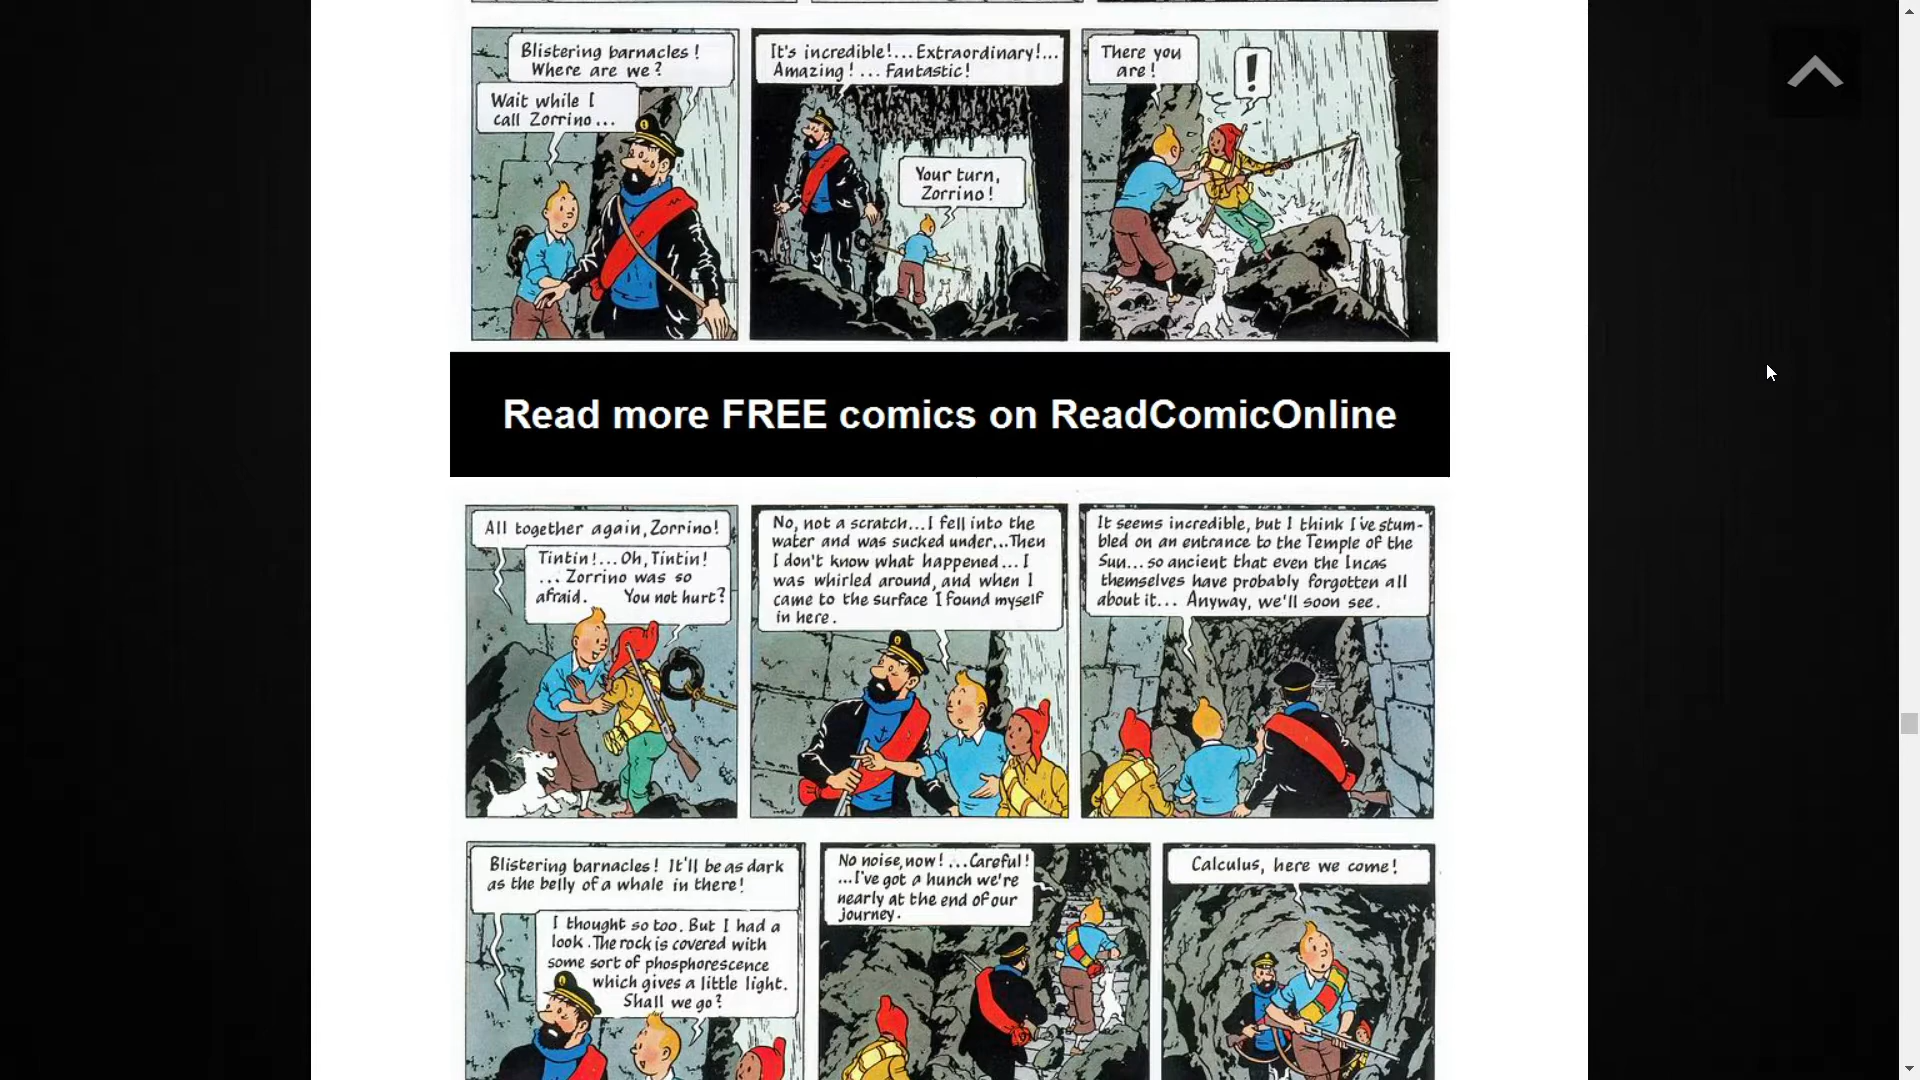 Blistering barnacles!
Where are we?
Wait while I
call Zorrino...
It's incredible!... Extraordinary!...
Amazing! ... Fantastic!
Your turn,
Zorrino!
There you
are!
!
Read more FREE comics on ReadComicOnline
All together again, Zorrino!
Tintin!... Oh, Tintin!
... Zorrino was so
afraid. You not hurt?
No, not a scratch... I fell into the
water and was sucked under... Then
I don't know what happened... I
was whirled around, and when I
came to the surface I found myself
in here.
It seems incredible, but I think I've stum-
bled on an entrance to the Temple of the
Sun... so ancient that even the Incas
themselves have probably forgotten all
about it... Anyway, we'll soon see.
Blistering barnacles! It'll be as dark
as the belly of a whale in there!
I thought so too. But I had a
look. The rock is covered with
some sort of phosphorescence
which gives a little light.
Shall we go?
No noise, now! ...Careful!
...I've got a hunch we're
nearly at the end of our
journey.
Calculus, here we come!